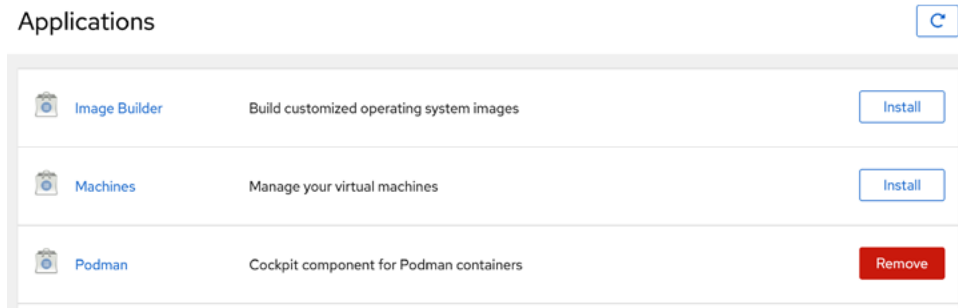 Applications
Image Builder Build customized operating system images Install
Machines Manage your virtual machines Install
Podman Cockpit component for Podman containers Remove